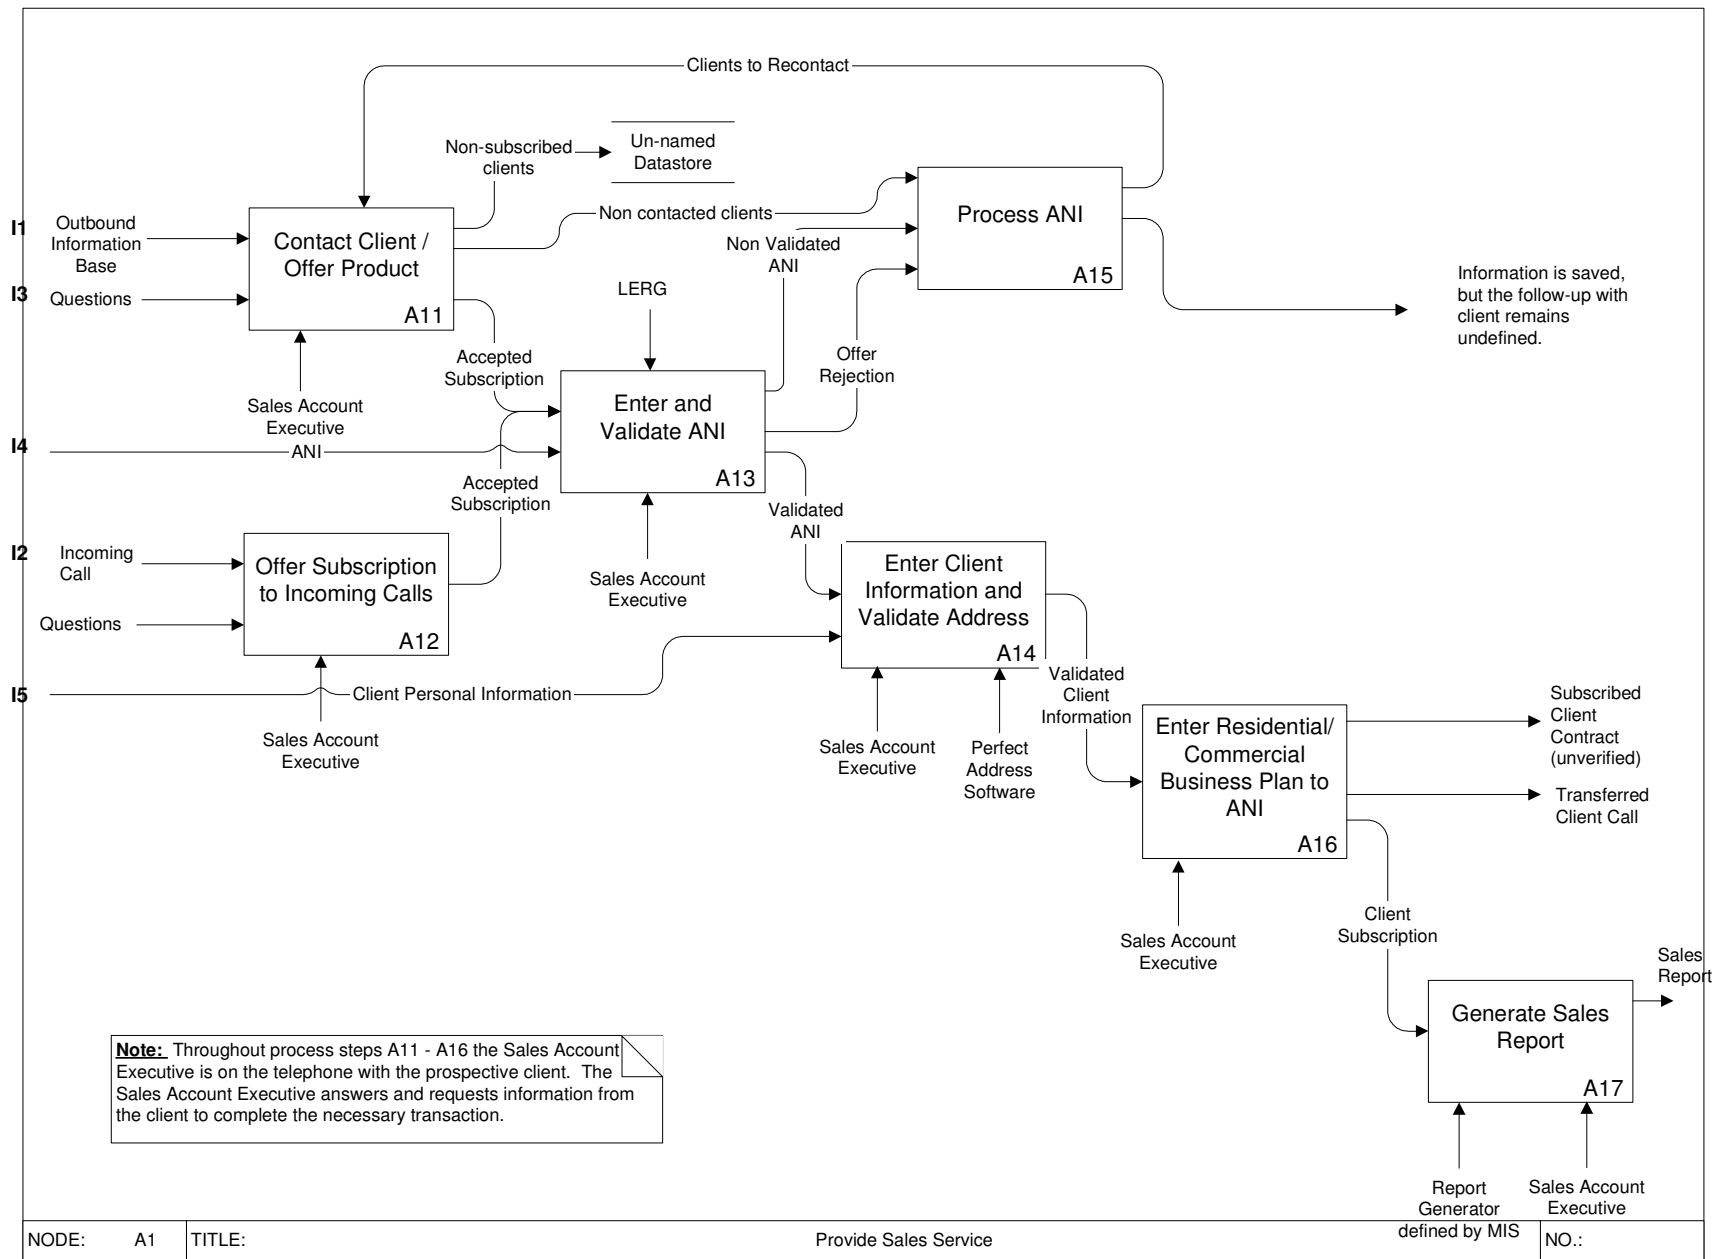 Clients to Recontact
Non-subscribed
clients
Un-named
Datastore
I1
Outbound
Information
Base
Contact Client /
Offer Product
A11
Non contacted clients
Process ANI
A15
Non Validated
ANI
I3
Questions
LERG
Information is saved,
but the follow-up with
client remains
undefined.
Accepted
Subscription
Offer
Rejection
Sales Account
Executive
Enter and
Validate ANI
A13
I4
ANI
Accepted
Subscription
Validated
ANI
I2
Incoming
Call
Offer Subscription
to Incoming Calls
A12
Questions
Sales Account
Executive
Enter Client
Information and
Validate Address
A14
I5
Client Personal Information
Sales Account
Executive
Validated
Client
Information
Sales Account
Executive
Perfect
Address
Software
Enter Residential/
Commercial
Business Plan to
ANI
A16
Subscribed
Client
Contract
(unverified)
Transferred
Client Call
Sales Account
Executive
Client
Subscription
Sales
Report
Generate Sales
Report
A17
Note: Throughout process steps A11 - A16 the Sales Account
Executive is on the telephone with the prospective client. The
Sales Account Executive answers and requests information from
the client to complete the necessary transaction.
Report
Generator
defined by MIS
Sales Account
Executive
NODE: A1 TITLE: Provide Sales Service NO.: